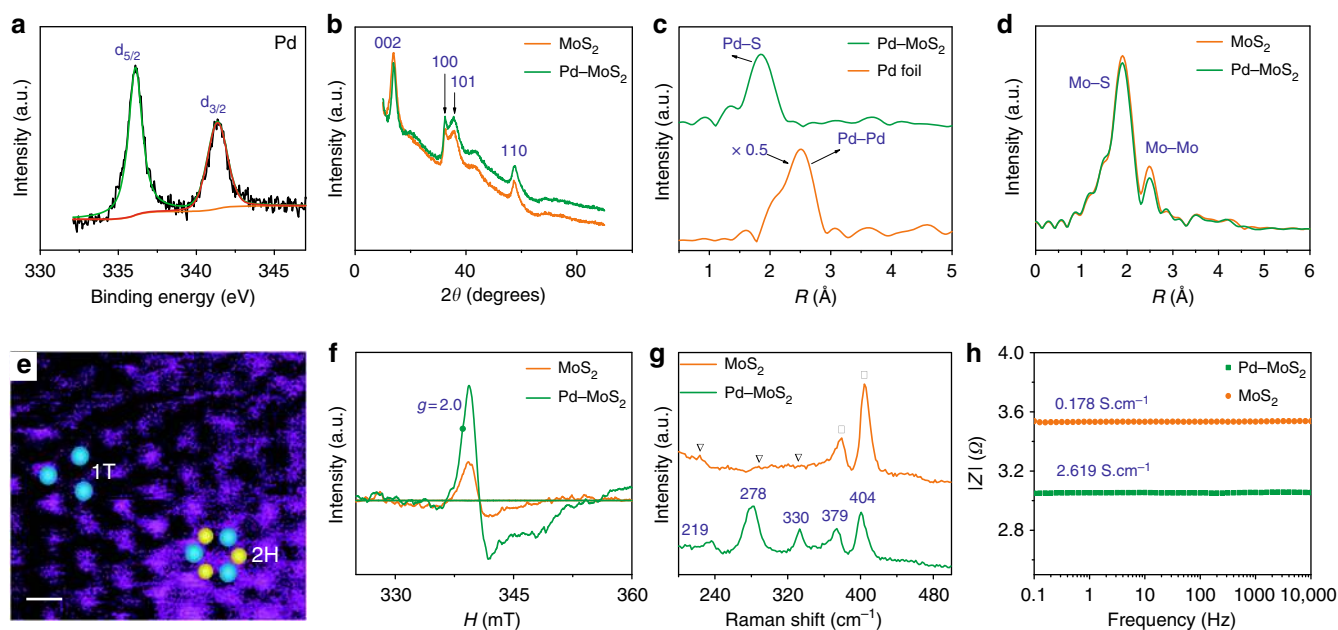 a
Pd
d5/2
d3/2
Intensity (a.u.)
330 335 340 345
Binding energy (eV)
b
002
100
101
110
MoS2
Pd–MoS2
Intensity (a.u.)
0 40 80
2θ (degrees)
c
Pd–S
Pd–MoS2
Pd foil
× 0.5
Pd–Pd
Intensity (a.u.)
1 2 3 4 5
R (Å)
d
MoS2
Pd–MoS2
Mo–S
Mo–Mo
Intensity (a.u.)
0 1 2 3 4 5 6
R (Å)
e
1T
2H
f
MoS2
Pd–MoS2
g = 2.0
Intensity (a.u.)
330 345 360
H (mT)
g
MoS2
Pd–MoS2
219
278
330
379
404
Intensity (a.u.)
200 300 400 500
Raman shift (cm−1)
h
4.0
3.6
3.2
2.8
Pd–MoS2
MoS2
0.178 S.cm−1
2.619 S.cm−1
|Z| (Ω)
0.1 1 10 100 1000 10,000
Frequency (Hz)